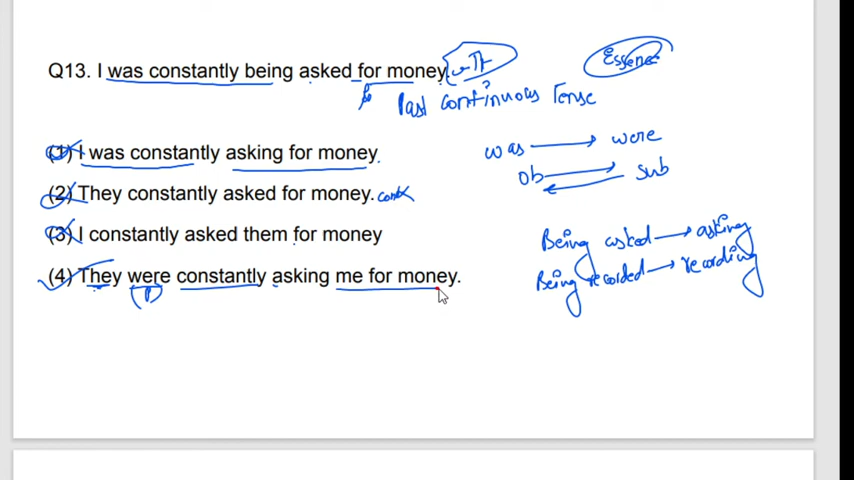 Q13. I was constantly being asked for money.
Essence
Past continuous Tense
(1) I was constantly asking for money.
was → were
(2) They constantly asked for money.
ob sub
(3) I constantly asked them for money
Being asked → asking
(4) They were constantly asking me for money.
Being recorded → recording